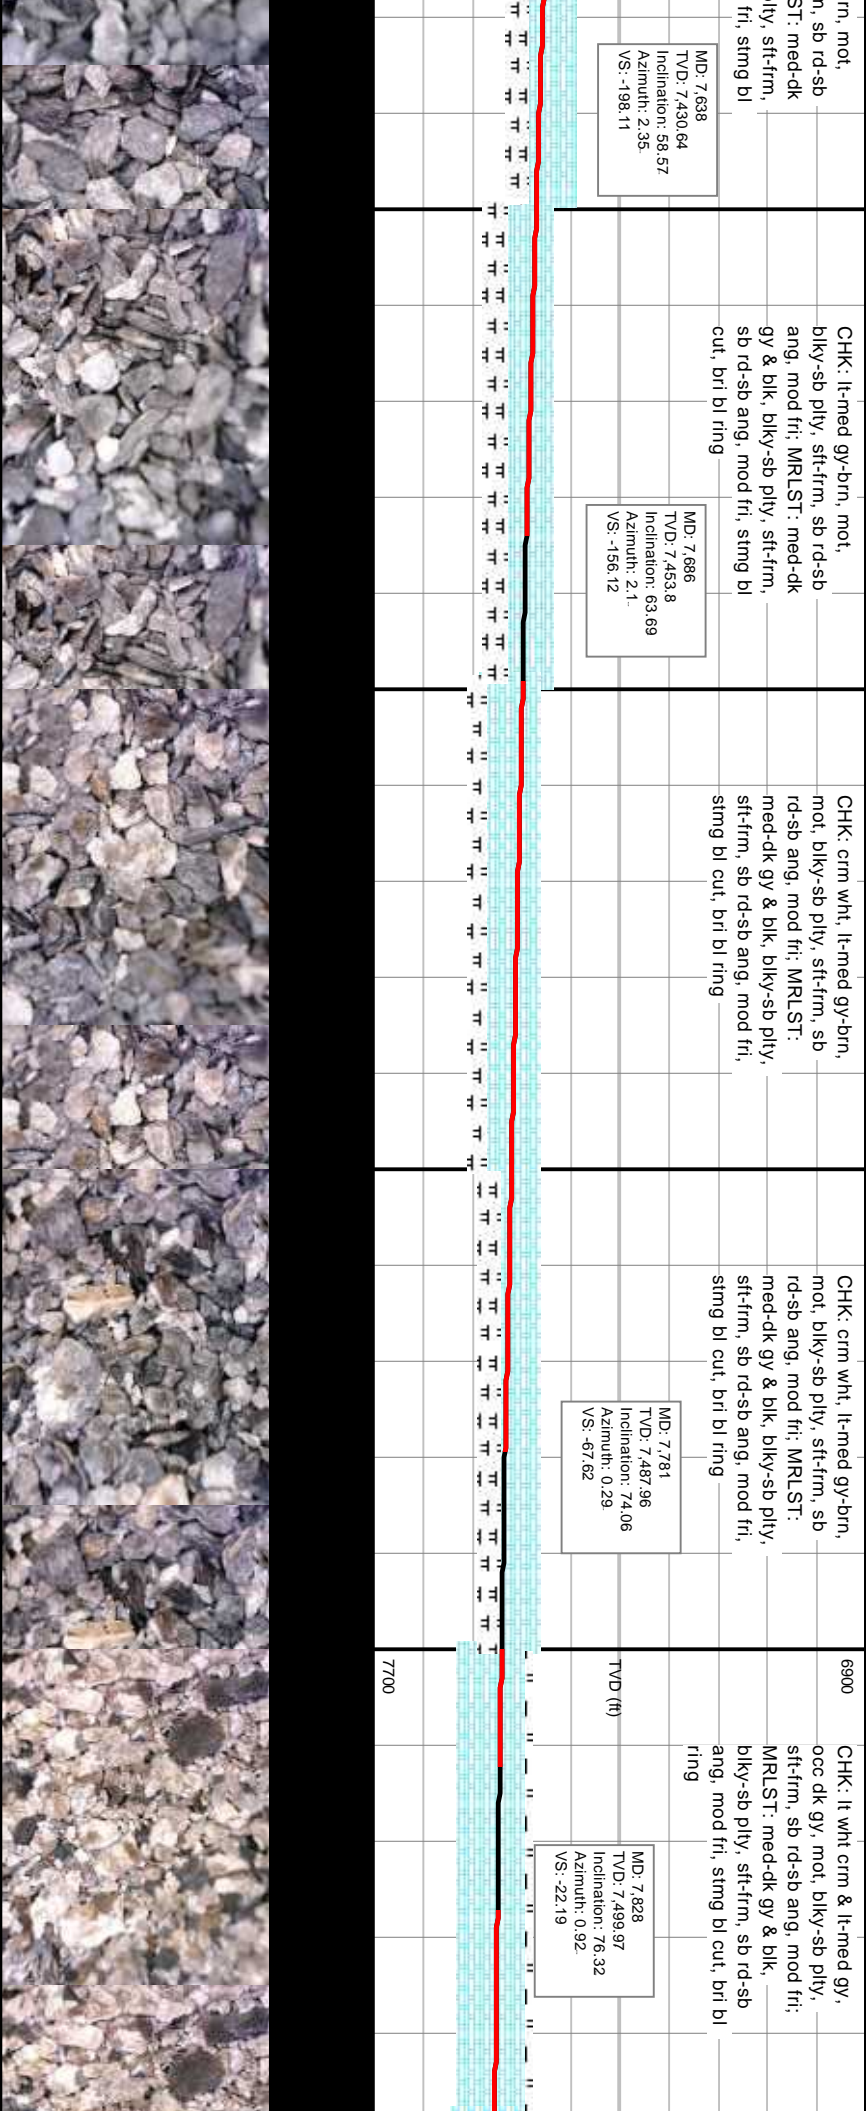 rn, mot,
n, sb rd-sb
ST: med-dk
plty, sft-frm,
fri, stmg bl
MD: 7,638
TVD: 7,430.64
Inclination: 58.57
Azimuth: 2.35
VS: -198.11
CHK: lt-med gy-brn, mot,
blky-sb plty, sft-frm, sb rd-sb
ang, mod fri; MRLST: med-dk
gy & blk, blky-sb plty, sft-frm,
sb rd-sb ang, mod fri, stmg bl
cut, bri bl ring
MD: 7,686
TVD: 7,453.8
Inclination: 63.69
Azimuth: 2.1
VS: -156.12
CHK: crm wht, lt-med gy-brn,
mot, blky-sb plty, sft-frm, sb
rd-sb ang, mod fri; MRLST:
med-dk gy & blk, blky-sb plty,
sft-frm, sb rd-sb ang, mod fri,
stmg bl cut, bri bl ring
CHK: crm wht, lt-med gy-brn,
mot, blky-sb plty, sft-frm, sb
rd-sb ang, mod fri; MRLST:
med-dk gy & blk, blky-sb plty,
sft-frm, sb rd-sb ang, mod fri,
stmg bl cut, bri bl ring
MD: 7,781
TVD: 7,487.96
Inclination: 74.06
Azimuth: 0.29
VS: -67.62
6900
TVD (ft)
7700
CHK: lt wht crm & lt-med gy,
occ dk gy, mot, blky-sb plty,
sft-frm, sb rd-sb ang, mod fri;
MRLST: med-dk gy & blk,
blky-sb plty, sft-frm, sb rd-sb
ang, mod fri, stmg bl cut, bri bl
ring
MD: 7,828
TVD: 7,499.97
Inclination: 76.32
Azimuth: 0.92
VS: -22.19